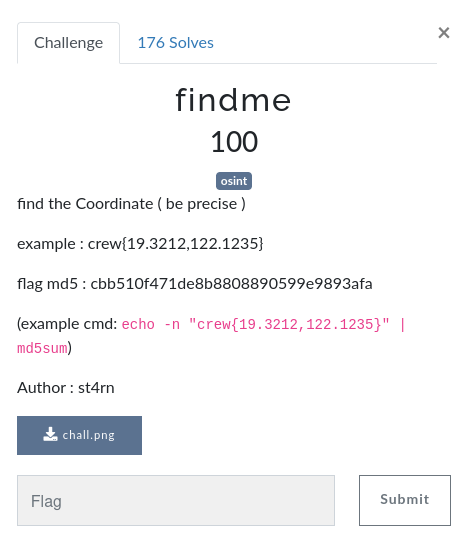 Challenge
176 Solves
×
findme
100
osint
find the Coordinate ( be precise )
example : crew{19.3212,122.1235}
flag md5 : cbb510f471de8b8808890599e9893afa
(example cmd: echo -n "crew{19.3212,122.1235}" |
md5sum)
Author : st4rn
chall.png
Flag
Submit